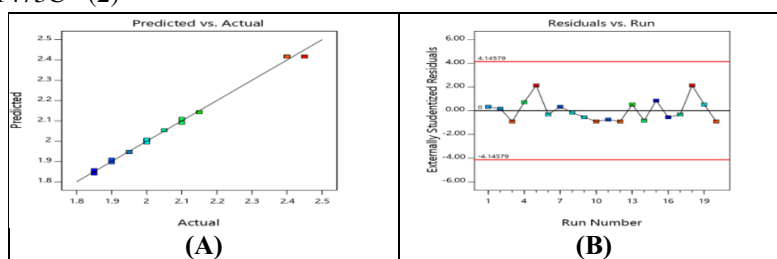 Predicted vs. Actual
2.5
2.4
2.3
2.2
2.1
2
1.9
1.8
Predicted
1.8 1.9 2 2.1 2.2 2.3 2.4 2.5
Actual
(A)
Residuals vs. Run
6.00
4.14579
4.00
2.00
0
0.00
-2.00
-4.00
-4.14579
-6.00
Externally Studentized Residuals
1 4 7 10 13 16 19
Run Number
(B)